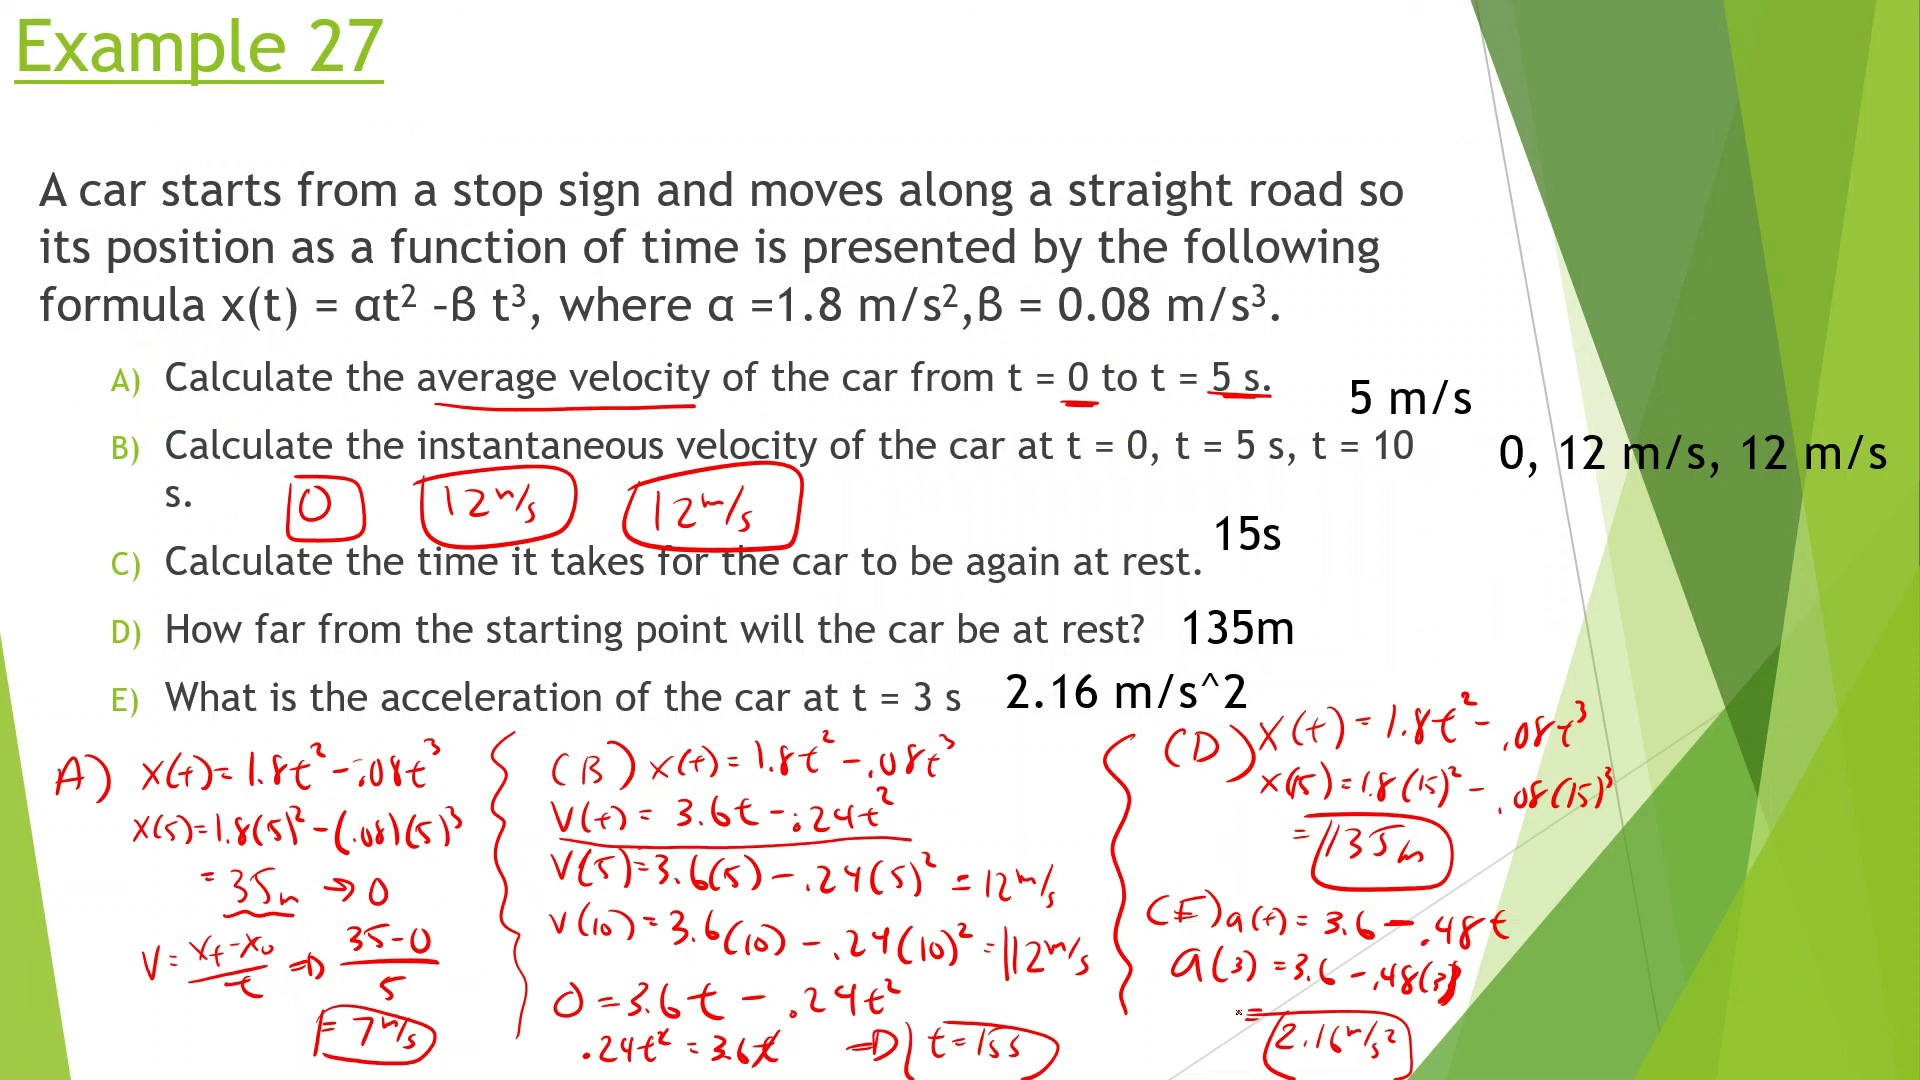 Example 27
A car starts from a stop sign and moves along a straight road so
its position as a function of time is presented by the following
formula x(t) = αt² –β t³, where α =1.8 m/s²,β = 0.08 m/s³.
A) Calculate the average velocity of the car from t = 0 to t = 5 s.
5 m/s
B) Calculate the instantaneous velocity of the car at t = 0, t = 5 s, t = 10
s.
0, 12 m/s, 12 m/s
0 12 m/s 12 m/s
C) Calculate the time it takes for the car to be again at rest.
15s
D) How far from the starting point will the car be at rest?
135m
E) What is the acceleration of the car at t = 3 s
2.16 m/s^2
A) x(t) = 1.8t² - .08t³
x(5) = 1.8(5)² - (.08)(5)³
= 35m → 0
V = xf - x0 / t ⇒ 35-0 / 5
= 7 m/s
(B) x(t) = 1.8t² - .08t³
V(t) = 3.6t - .24t²
V(5) = 3.6(5) - .24(5)² = 12 m/s
V(10) = 3.6(10) - .24(10)² = 12 m/s
0 = 3.6t - .24t²
.24t² = 3.6t ⇒ t = 15s
(D) x(t) = 1.8t² - .08t³
x(15) = 1.8(15)² - .08(15)³
= 135m
(E) a(t) = 3.6 - .48t
a(3) = 3.6 - .48(3)
= 2.16 m/s²